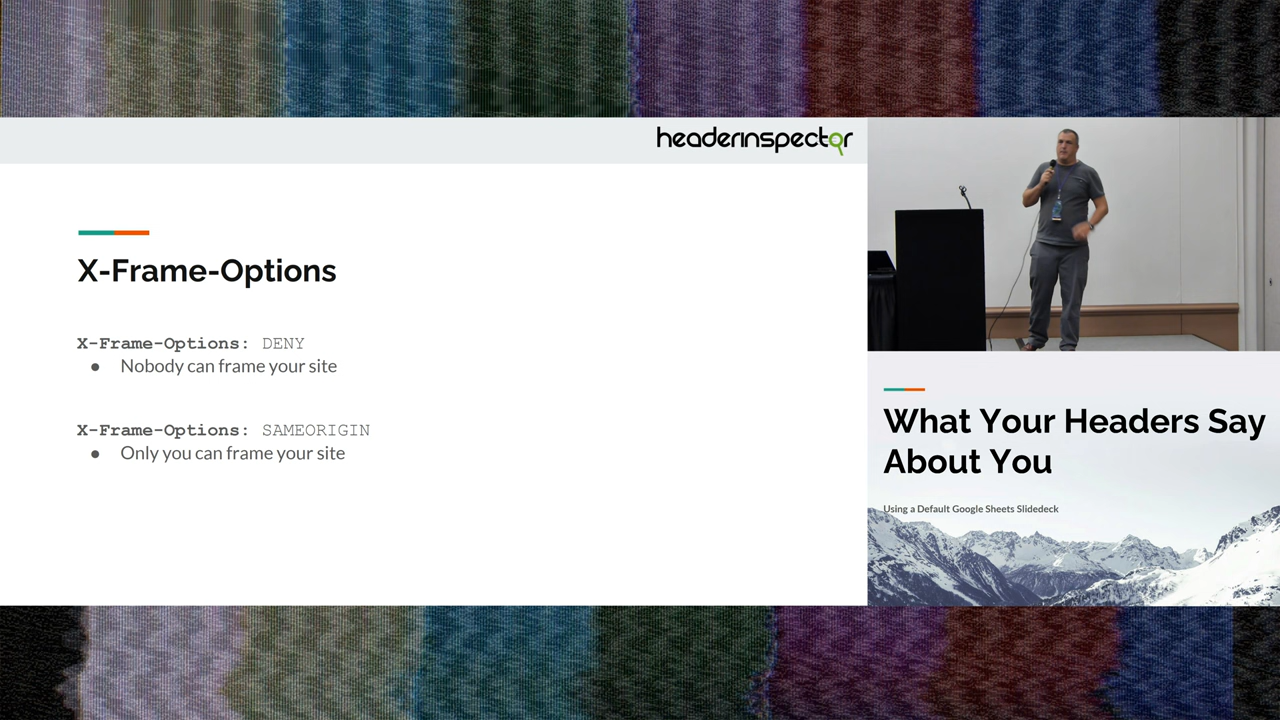 headerinspector
X-Frame-Options
X-Frame-Options: DENY
● Nobody can frame your site
X-Frame-Options: SAMEORIGIN
● Only you can frame your site
What Your Headers Say
About You
Using a Default Google Sheets Slidedeck